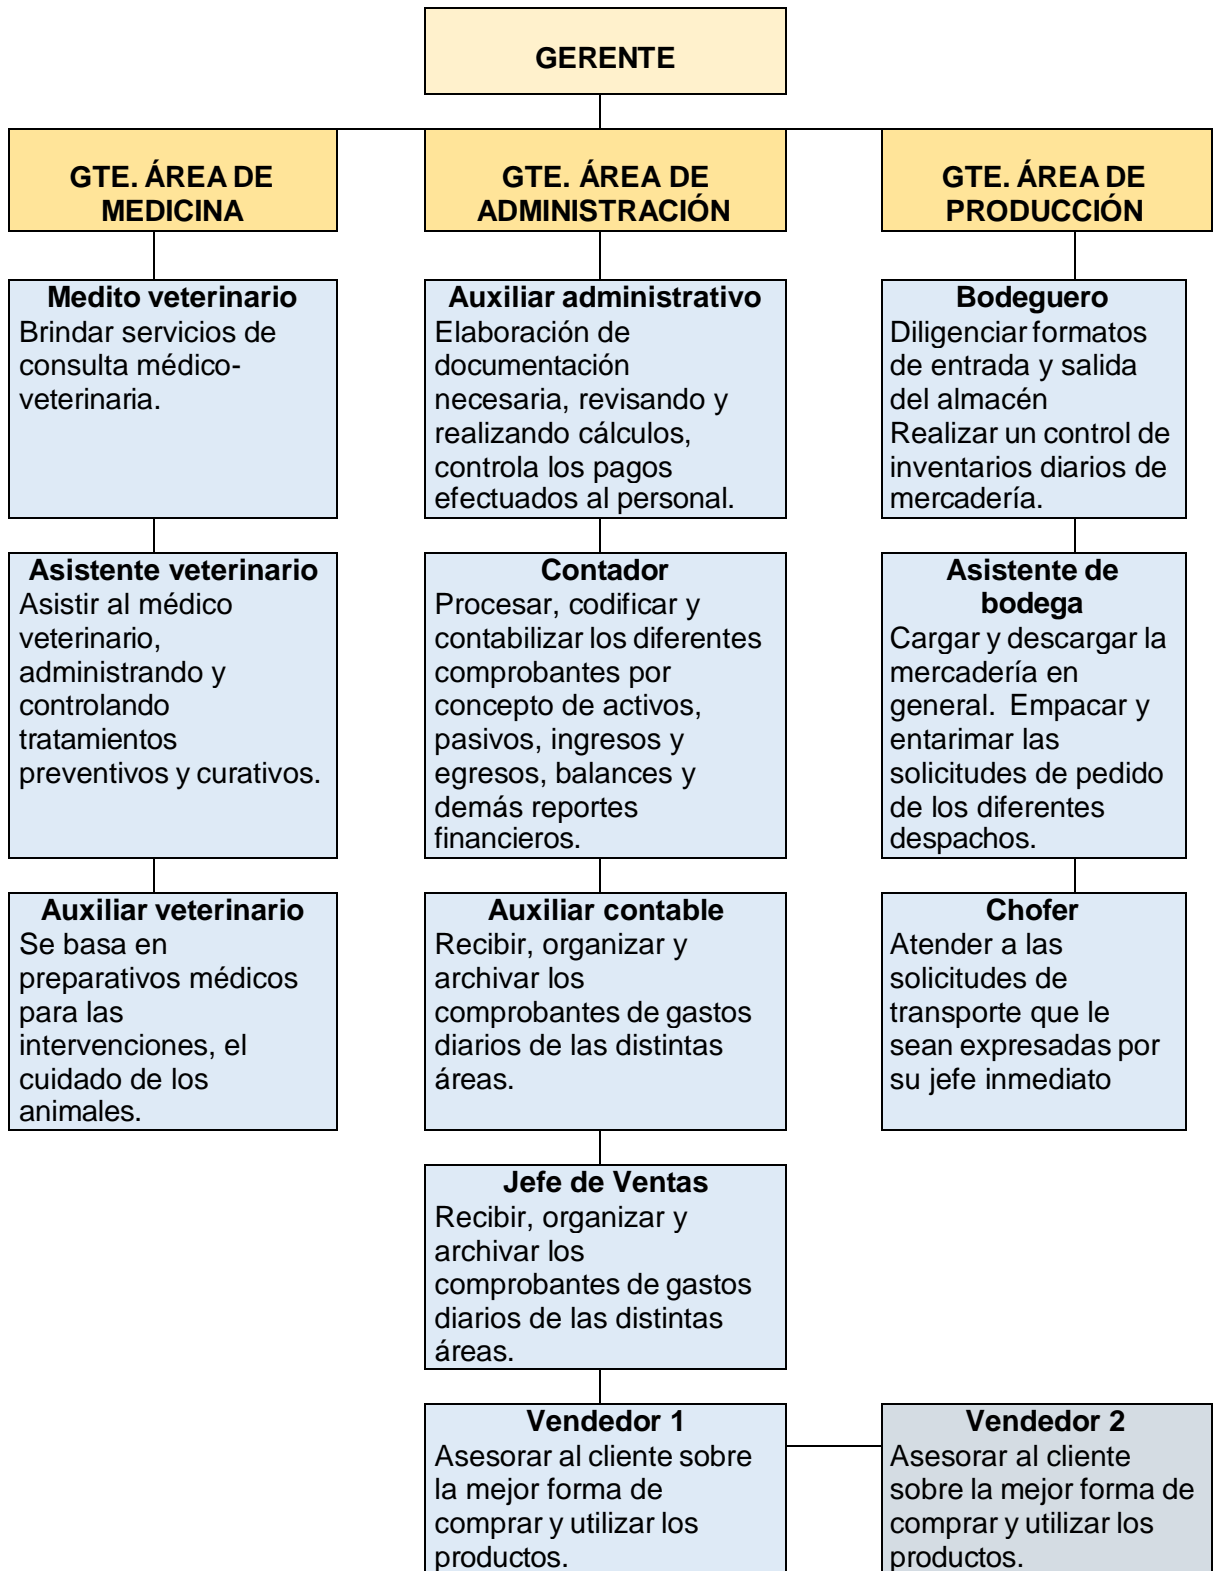 GERENTE
GTE. ÁREA DE
MEDICINA
GTE. ÁREA DE
ADMINISTRACIÓN
GTE. ÁREA DE
PRODUCCIÓN
Medito veterinario
Brindar servicios de
consulta médico-
veterinaria.
Auxiliar administrativo
Elaboración de
documentación
necesaria, revisando y
realizando cálculos,
controla los pagos
efectuados al personal.
Bodeguero
Diligenciar formatos
de entrada y salida
del almacén
Realizar un control de
inventarios diarios de
mercadería.
Asistente veterinario
Asistir al médico
veterinario,
administrando y
controlando
tratamientos
preventivos y curativos.
Contador
Procesar, codificar y
contabilizar los diferentes
comprobantes por
concepto de activos,
pasivos, ingresos y
egresos, balances y
demás reportes
financieros.
Asistente de
bodega
Cargar y descargar la
mercadería en
general. Empacar y
entarimar las
solicitudes de pedido
de los diferentes
despachos.
Auxiliar veterinario
Se basa en
preparativos médicos
para las
intervenciones, el
cuidado de los
animales.
Auxiliar contable
Recibir, organizar y
archivar los
comprobantes de gastos
diarios de las distintas
áreas.
Chofer
Atender a las
solicitudes de
transporte que le
sean expresadas por
su jefe inmediato
Jefe de Ventas
Recibir, organizar y
archivar los
comprobantes de gastos
diarios de las distintas
áreas.
Vendedor 1
Asesorar al cliente sobre
la mejor forma de
comprar y utilizar los
productos.
Vendedor 2
Asesorar al cliente
sobre la mejor forma de
comprar y utilizar los
productos.